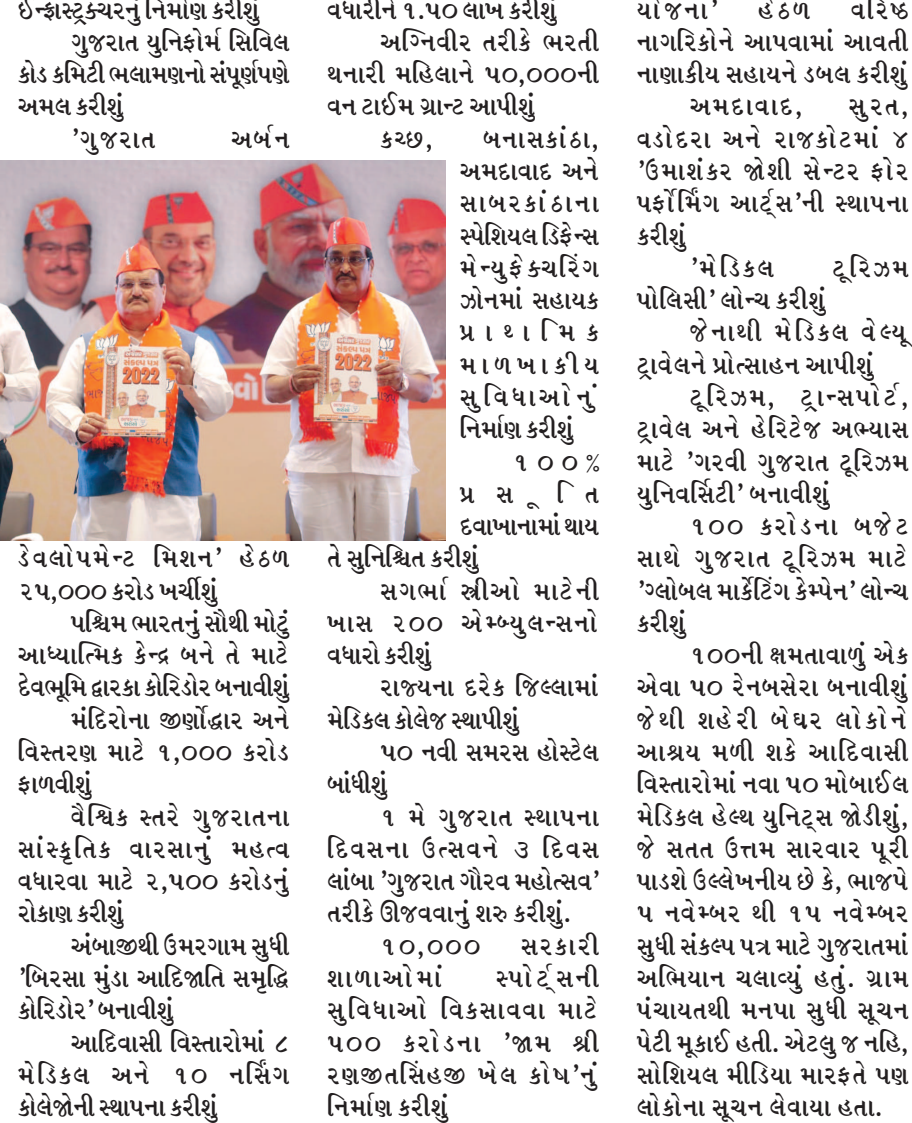 ઇન્ફ્રાસ્ટ્રક્ચરનું નિર્માણ કરીશું
ગુજરાત યુનિફોર્મ સિવિલ
કોડ કમિટી ભલામણનો સંપૂર્ણપણે
અમલ કરીશું
'ગુજરાત અર્બન
ડેવલોપમેન્ટ મિશન' હેઠળ
૨૫,૦૦૦ કરોડ ખર્ચીશું
પશ્ચિમ ભારતનું સૌથી મોટું
આધ્યાત્મિક કેન્દ્ર બને તે માટે
દેવભૂમિ દ્વારકા કોરિડોર બનાવીશું
મંદિરોના જીર્ણોદ્ધાર અને
વિસ્તરણ માટે ૧,૦૦૦ કરોડ
ફાળવીશું
વૈશ્વિક સ્તરે ગુજરાતના
સાંસ્કૃતિક વારસાનું મહત્વ
વધારવા માટે ૨,૫૦૦ કરોડનું
રોકાણ કરીશું
અંબાજીથી ઉમરગામ સુધી
'બિરસા મુંડા આદિજાતિ સમૃદ્ધિ
કોરિડોર' બનાવીશું
આદિવાસી વિસ્તારોમાં ૮
મેડિકલ અને ૧૦ નર્સિંગ
કોલેજોની સ્થાપના કરીશું
વધારીને ૧.૫૦ લાખ કરીશું
અગ્નિવીર તરીકે ભરતી
થનારી મહિલાને ૫૦,૦૦૦ની
વન ટાઈમ ગ્રાન્ટ આપીશું
કચ્છ, બનાસકાંઠા,
અમદાવાદ અને
સાબરકાંઠાના
સ્પેશિયલ ડિફેન્સ
મેન્યુફેક્ચરિંગ
ઝોનમાં સહાયક
પ્રાથામિક
માળખાકીય
સુવિધાઓનું
નિર્માણ કરીશું
૧૦૦%
પ્રસૂતિ
દવાખાનામાં થાય
તે સુનિશ્ચિત કરીશું
સગર્ભા સ્ત્રીઓ માટેની
ખાસ ૨૦૦ એમ્બ્યુલન્સનો
વધારો કરીશું
રાજ્યના દરેક જિલ્લામાં
મેડિકલ કોલેજ સ્થાપીશું
૫૦ નવી સમરસ હોસ્ટેલ
બાંધીશું
૧ મે ગુજરાત સ્થાપના
દિવસના ઉત્સવને ૩ દિવસ
લાંબા 'ગુજરાત ગૌરવ મહોત્સવ'
તરીકે ઊજવવાનું શરુ કરીશું.
૧૦,૦૦૦ સરકારી
શાળાઓમાં સ્પોર્ટ્સની
સુવિધાઓ વિકસાવવા માટે
૫૦૦ કરોડના 'જામ શ્રી
રણજીતસિંહજી ખેલ કોષ'નું
નિર્માણ કરીશું
યોજના' હેઠળ વરિષ્ઠ
નાગરિકોને આપવામાં આવતી
નાણાકીય સહાયને ડબલ કરીશું
અમદાવાદ, સુરત,
વડોદરા અને રાજકોટમાં ૪
'ઉમાશંકર જોશી સેન્ટર ફોર
પર્ફોર્મિંગ આર્ટ્સ'ની સ્થાપના
કરીશું
'મેડિકલ ટૂરિઝમ
પોલિસી' લોન્ચ કરીશું
જેનાથી મેડિકલ વેલ્યૂ
ટ્રાવેલને પ્રોત્સાહન આપીશું
ટૂરિઝમ, ટ્રાન્સપોર્ટ,
ટ્રાવેલ અને હેરિટેજ અભ્યાસ
માટે 'ગરવી ગુજરાત ટૂરિઝમ
યુનિવર્સિટી' બનાવીશું
૧૦૦ કરોડના બજેટ
સાથે ગુજરાત ટૂરિઝમ માટે
'ગ્લોબલ માર્કેટિંગ કેમ્પેન' લોન્ચ
કરીશું
૧૦૦ની ક્ષમતાવાળું એક
એવા ૫૦ રેનબસેરા બનાવીશું
જેથી શહેરી બેઘર લોકોને
આશ્રય મળી શકે આદિવાસી
વિસ્તારોમાં નવા ૫૦ મોબાઈલ
મેડિકલ હેલ્થ યુનિટ્સ જોડીશું,
જે સતત ઉત્તમ સારવાર પૂરી
પાડશે ઉલ્લેખનીય છે કે, ભાજપે
૫ નવેમ્બર થી ૧૫ નવેમ્બર
સુધી સંકલ્પ પત્ર માટે ગુજરાતમાં
અભિયાન ચલાવ્યું હતું. ગ્રામ
પંચાયતથી મનપા સુધી સૂચન
પેટી મૂકાઈ હતી. એટલુ જ નહિ,
સોશિયલ મીડિયા મારફતે પણ
લોકોના સૂચન લેવાયા હતા.
સંકલ્પ પત્ર
2022
સંકલ્પ પત્ર
2022